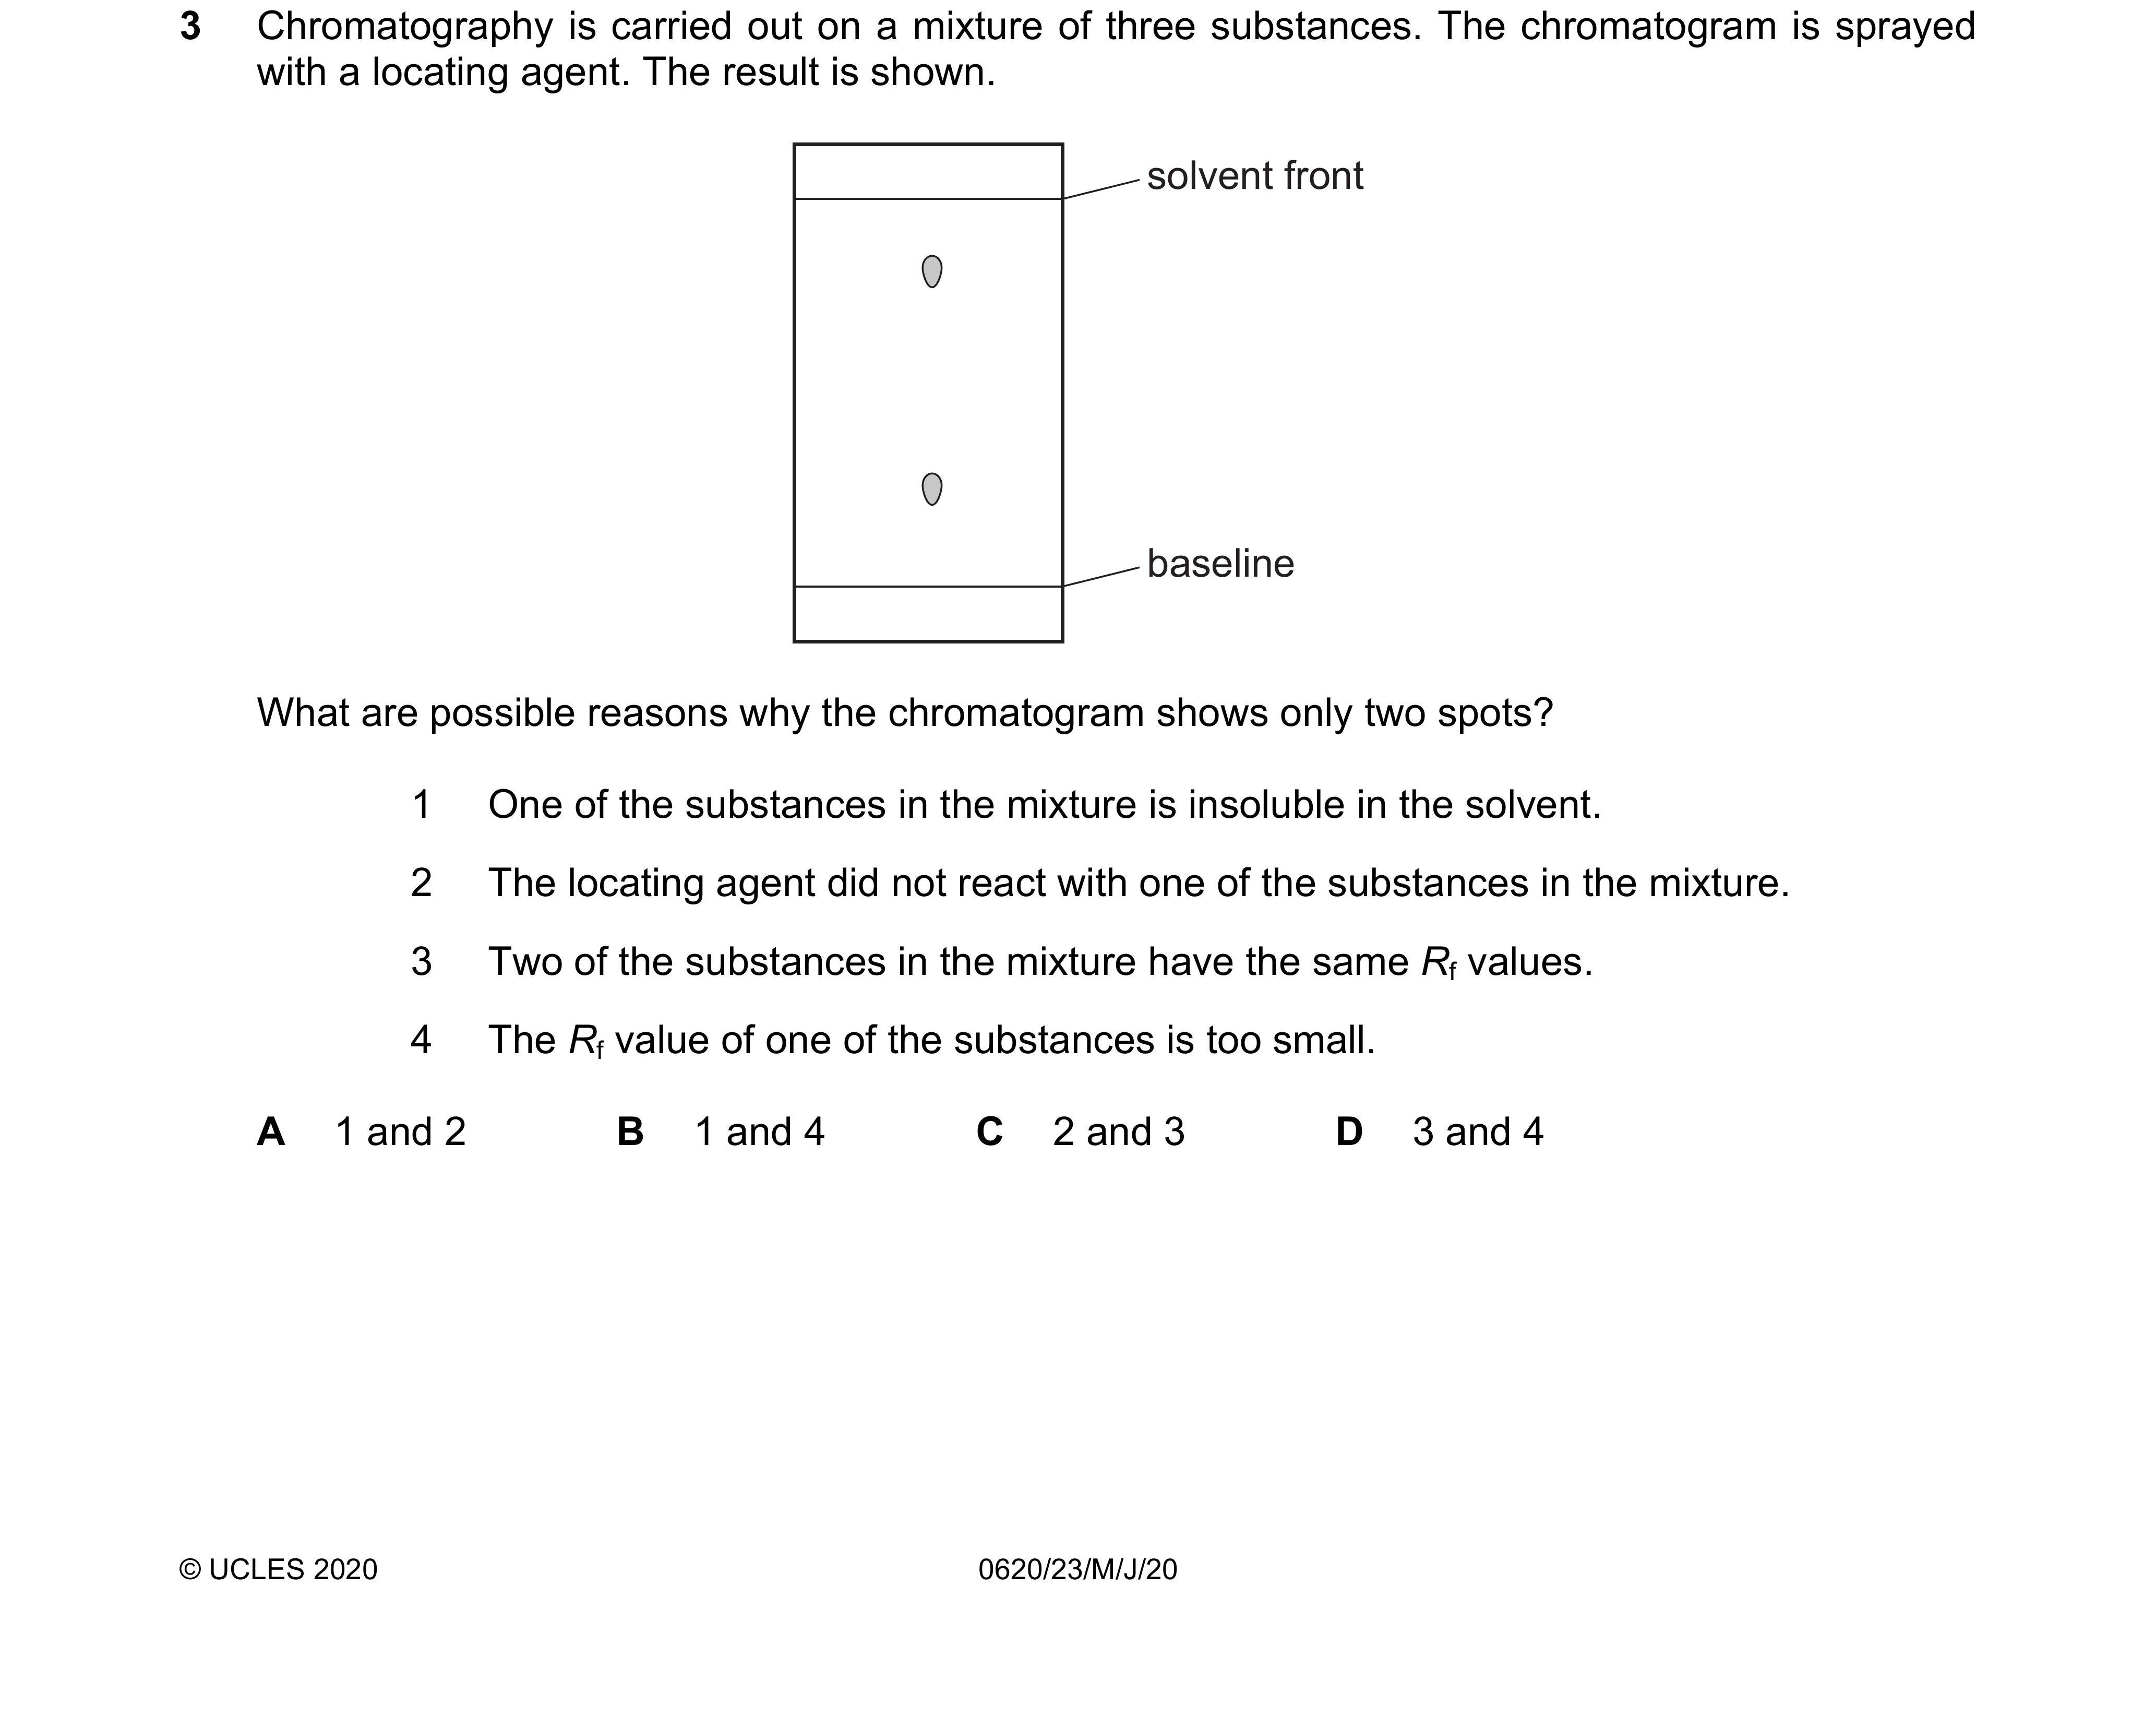 3 Chromatography is carried out on a mixture of three substances. The chromatogram is sprayed
with a locating agent. The result is shown.
solvent front
baseline
What are possible reasons why the chromatogram shows only two spots?
1 One of the substances in the mixture is insoluble in the solvent.
2 The locating agent did not react with one of the substances in the mixture.
3 Two of the substances in the mixture have the same Rf values.
4 The Rf value of one of the substances is too small.
A 1 and 2 B 1 and 4 C 2 and 3 D 3 and 4
© UCLES 2020 0620/23/M/J/20